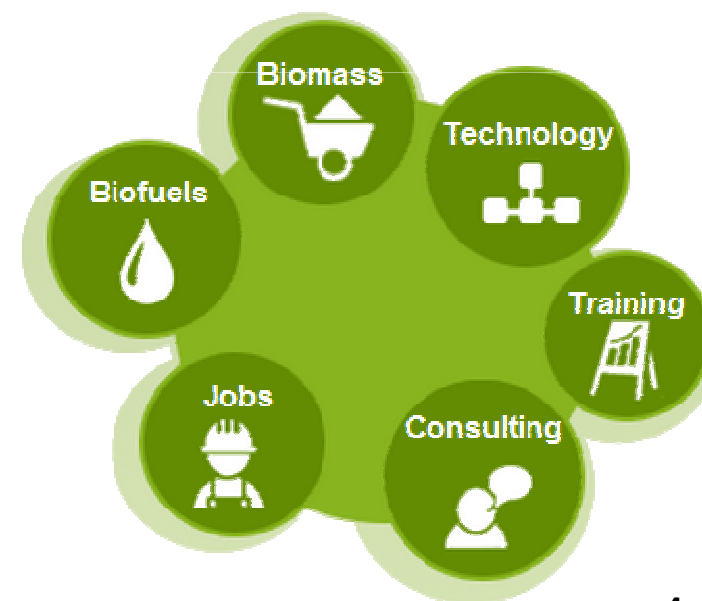 Biomass
Technology
Biofuels
Training
Jobs
Consulting